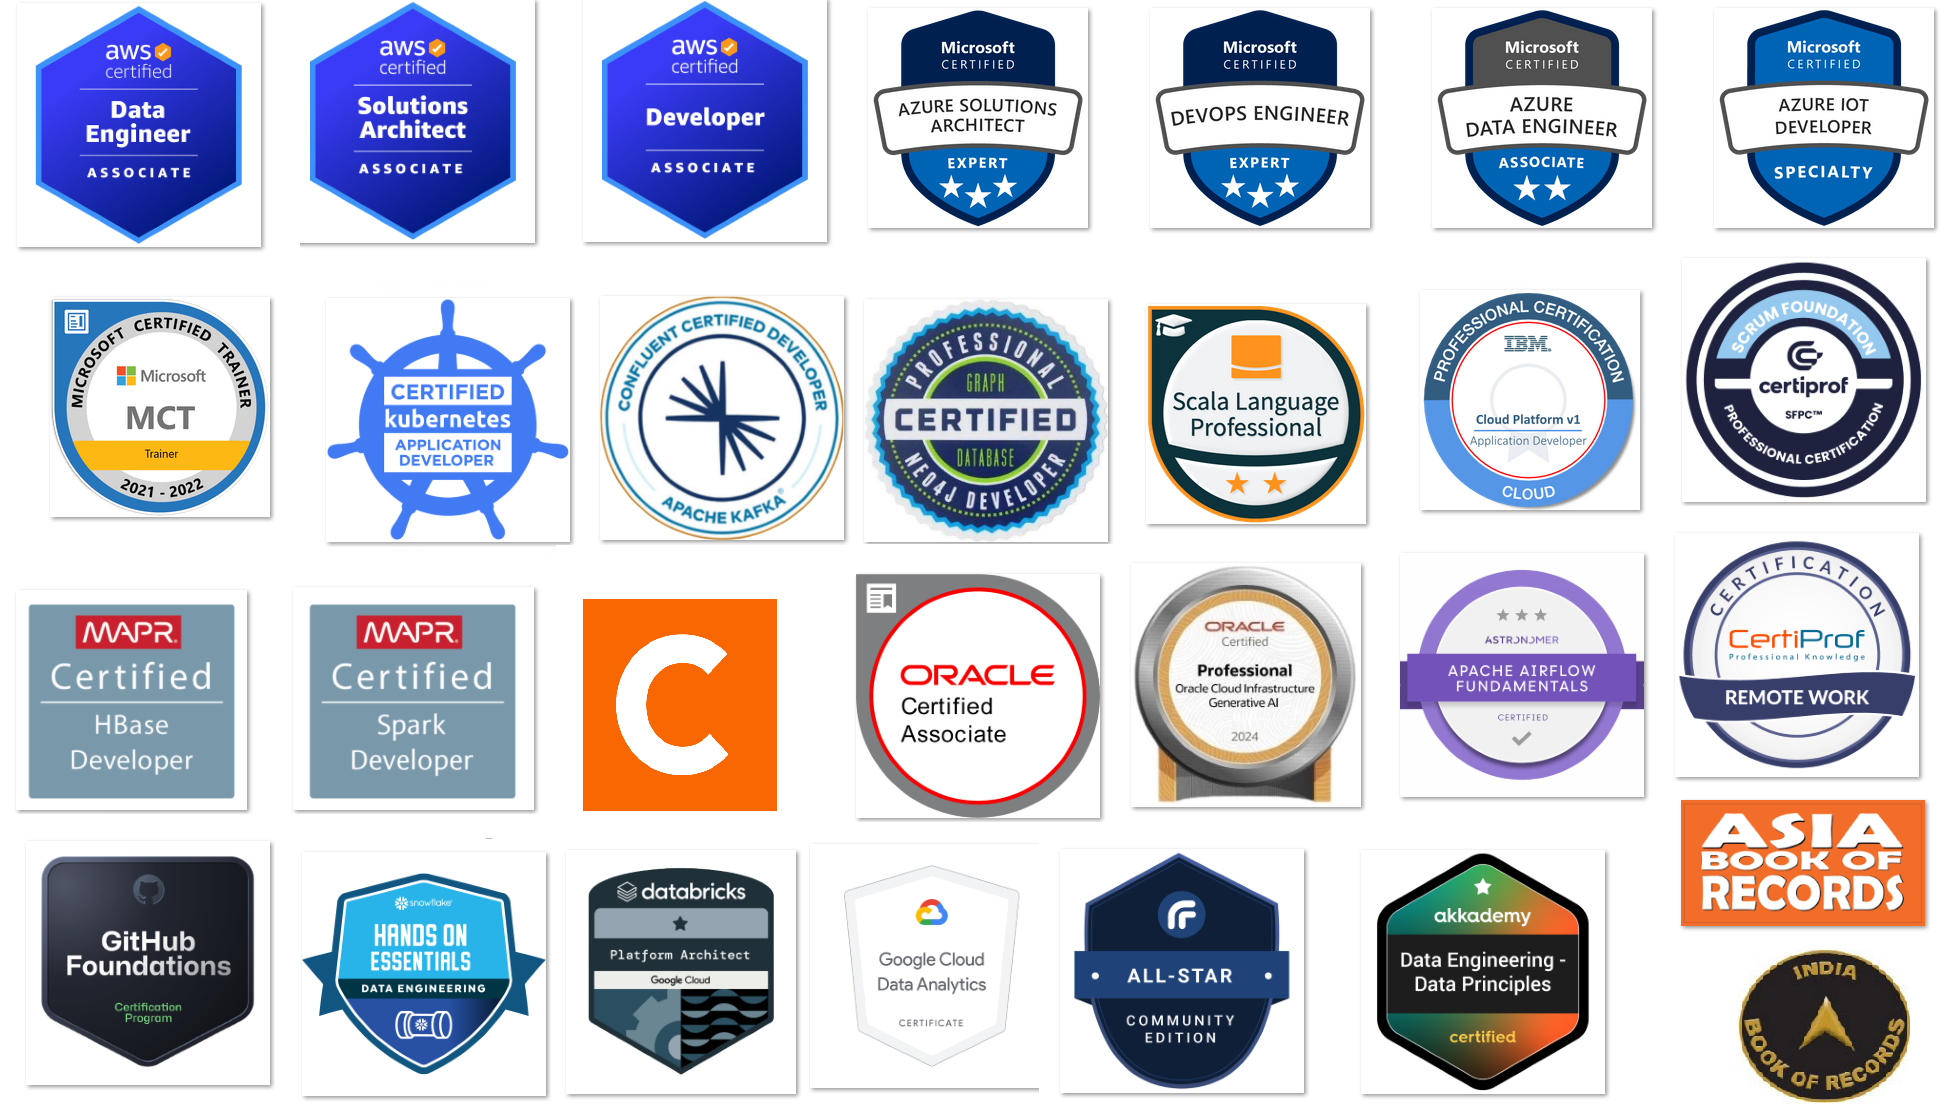 aws
certified
Data
Engineer
ASSOCIATE
aws
certified
Solutions
Architect
ASSOCIATE
aws
certified
Developer
ASSOCIATE
Microsoft
CERTIFIED
AZURE SOLUTIONS
ARCHITECT
EXPERT
Microsoft
CERTIFIED
DEVOPS ENGINEER
EXPERT
Microsoft
CERTIFIED
AZURE
DATA ENGINEER
ASSOCIATE
Microsoft
CERTIFIED
AZURE IOT
DEVELOPER
SPECIALTY
MICROSOFT CERTIFIED TRAINER
Microsoft
MCT
Trainer
2021 - 2022
CERTIFIED
kubernetes
APPLICATION
DEVELOPER
CONFLUENT CERTIFIED DEVELOPER
APACHE KAFKA®
PROFESSIONAL
GRAPH
CERTIFIED
DATABASE
NEO4J DEVELOPER
Scala Language
Professional
PROFESSIONAL CERTIFICATION
IBM.
Cloud Platform v1
Application Developer
CLOUD
SCRUM FOUNDATION
certiprof
SFPC™
PROFESSIONAL CERTIFICATION
MAPR.
Certified
HBase
Developer
MAPR.
Certified
Spark
Developer
C
ORACLE
Certified
Associate
ORACLE
Certified
Professional
Oracle Cloud Infrastructure
Generative AI
2024
ASTRONOMER
APACHE AIRFLOW
FUNDAMENTALS
CERTIFIED
CERTIFICATION
CertiProf
Professional Knowledge
REMOTE WORK
GitHub
Foundations
Certification
Program
snowflake
HANDS ON
ESSENTIALS
DATA ENGINEERING
databricks
Platform Architect
Google Cloud
Google Cloud
Data Analytics
CERTIFICATE
ALL-STAR
COMMUNITY
EDITION
akkademy
Data Engineering -
Data Principles
certified
ASIA
BOOK OF
RECORDS
INDIA
BOOK OF RECORDS